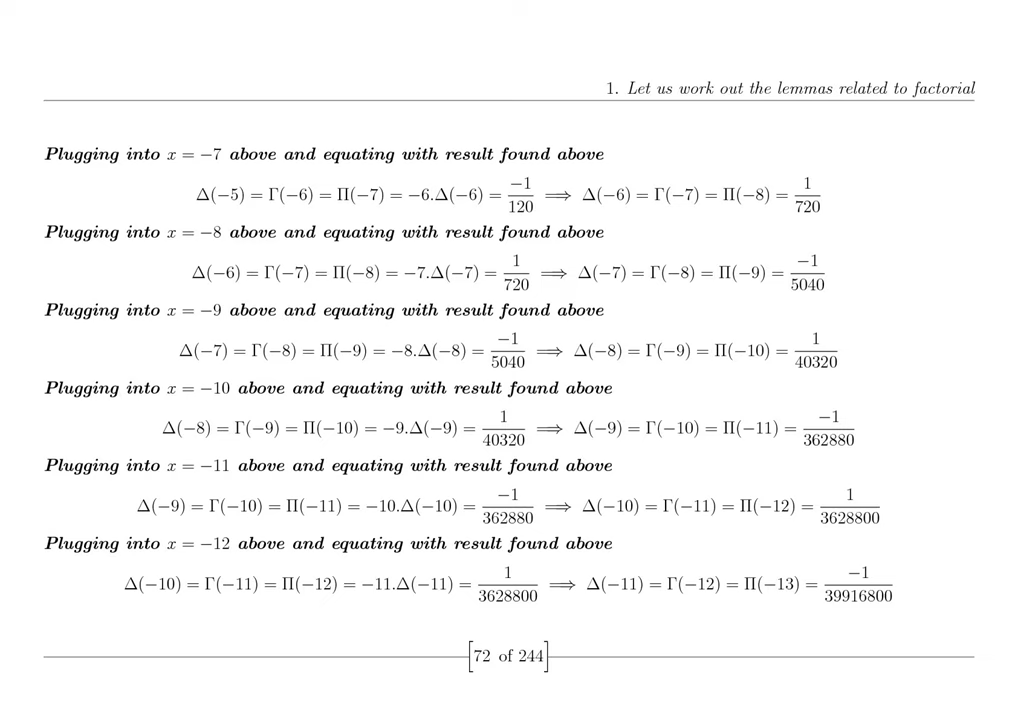 1. Let us work out the lemmas related to factorial
Plugging into x = −7 above and equating with result found above
Δ(−5) = Γ(−6) = Π(−7) = −6.Δ(−6) = −1/120 ⟹ Δ(−6) = Γ(−7) = Π(−8) = 1/720
Plugging into x = −8 above and equating with result found above
Δ(−6) = Γ(−7) = Π(−8) = −7.Δ(−7) = 1/720 ⟹ Δ(−7) = Γ(−8) = Π(−9) = −1/5040
Plugging into x = −9 above and equating with result found above
Δ(−7) = Γ(−8) = Π(−9) = −8.Δ(−8) = −1/5040 ⟹ Δ(−8) = Γ(−9) = Π(−10) = 1/40320
Plugging into x = −10 above and equating with result found above
Δ(−8) = Γ(−9) = Π(−10) = −9.Δ(−9) = 1/40320 ⟹ Δ(−9) = Γ(−10) = Π(−11) = −1/362880
Plugging into x = −11 above and equating with result found above
Δ(−9) = Γ(−10) = Π(−11) = −10.Δ(−10) = −1/362880 ⟹ Δ(−10) = Γ(−11) = Π(−12) = 1/3628800
Plugging into x = −12 above and equating with result found above
Δ(−10) = Γ(−11) = Π(−12) = −11.Δ(−11) = 1/3628800 ⟹ Δ(−11) = Γ(−12) = Π(−13) = −1/39916800
[72 of 244]